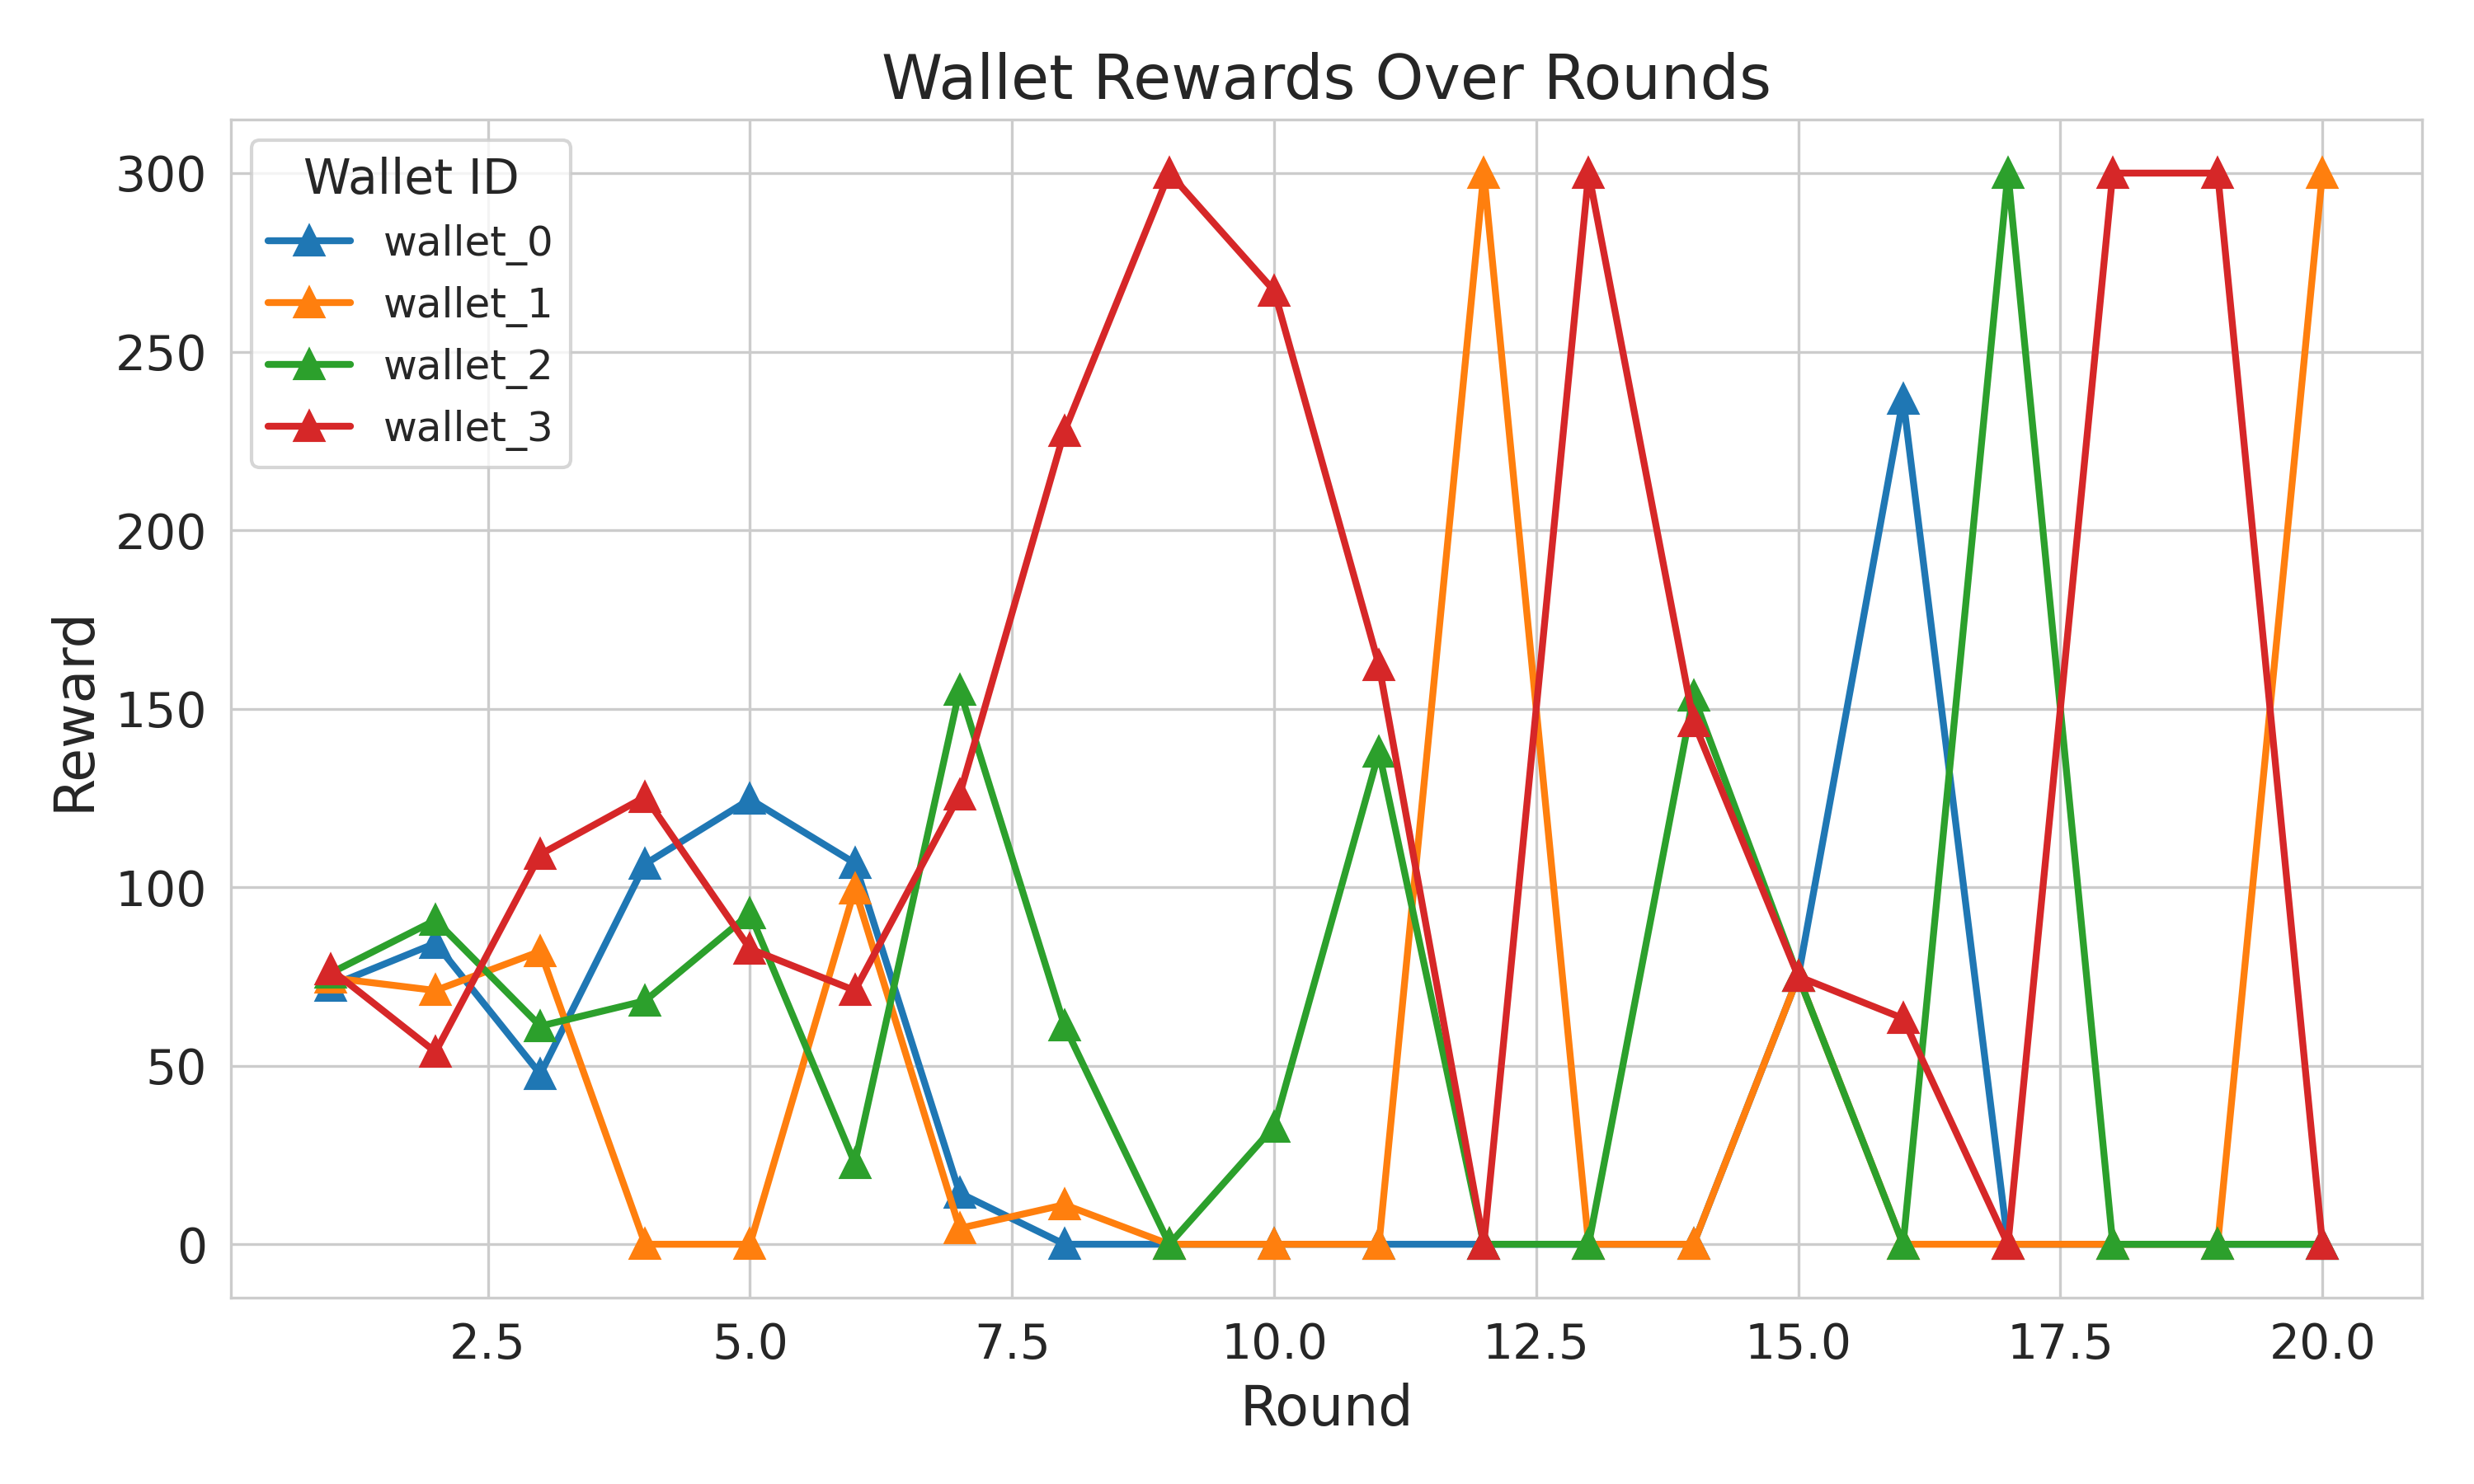 Wallet Rewards Over Rounds
Wallet ID
wallet_0
wallet_1
wallet_2
wallet_3
Reward
300
250
200
150
100
50
0
2.5 5.0 7.5 10.0 12.5 15.0 17.5 20.0
Round